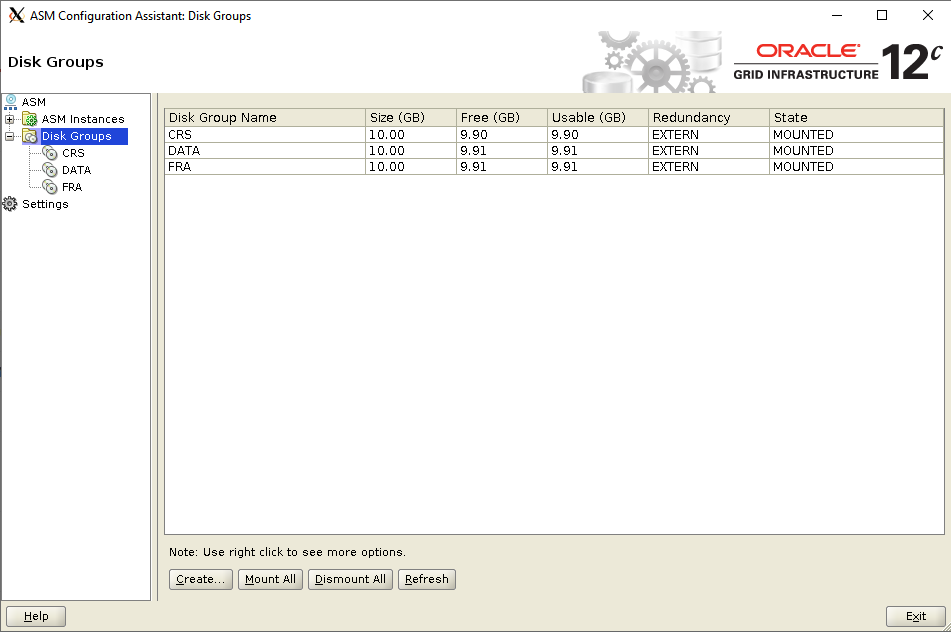 ASM Configuration Assistant: Disk Groups
Disk Groups
ORACLE
GRID INFRASTRUCTURE
12c
ASM
ASM Instances
Disk Groups
CRS
DATA
FRA
Settings
Disk Group Name Size (GB) Free (GB) Usable (GB) Redundancy State
CRS 10.00 9.90 9.90 EXTERN MOUNTED
DATA 10.00 9.91 9.91 EXTERN MOUNTED
FRA 10.00 9.91 9.91 EXTERN MOUNTED
Note: Use right click to see more options.
Create... Mount All Dismount All Refresh
Help Exit